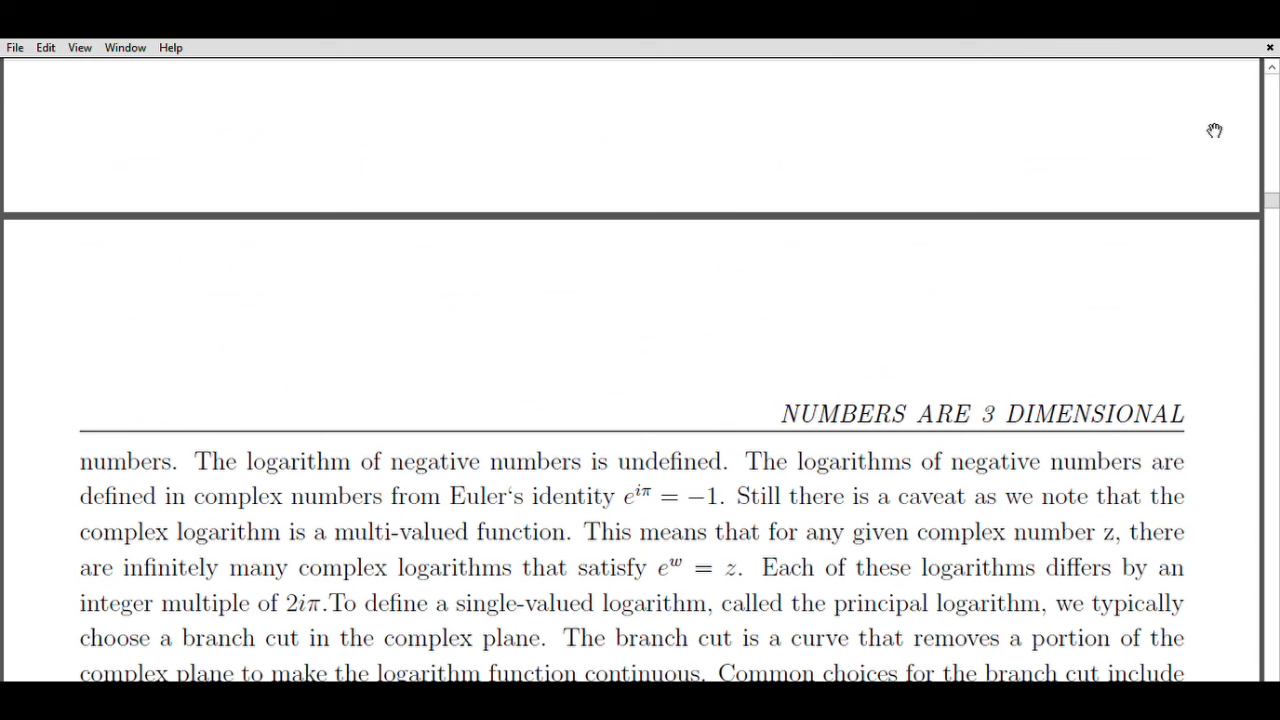 File Edit View Window Help
NUMBERS ARE 3 DIMENSIONAL
numbers. The logarithm of negative numbers is undefined. The logarithms of negative numbers are
defined in complex numbers from Euler‘s identity e^{iπ} = −1. Still there is a caveat as we note that the
complex logarithm is a multi-valued function. This means that for any given complex number z, there
are infinitely many complex logarithms that satisfy e^w = z. Each of these logarithms differs by an
integer multiple of 2iπ.To define a single-valued logarithm, called the principal logarithm, we typically
choose a branch cut in the complex plane. The branch cut is a curve that removes a portion of the
complex plane to make the logarithm function continuous. Common choices for the branch cut include